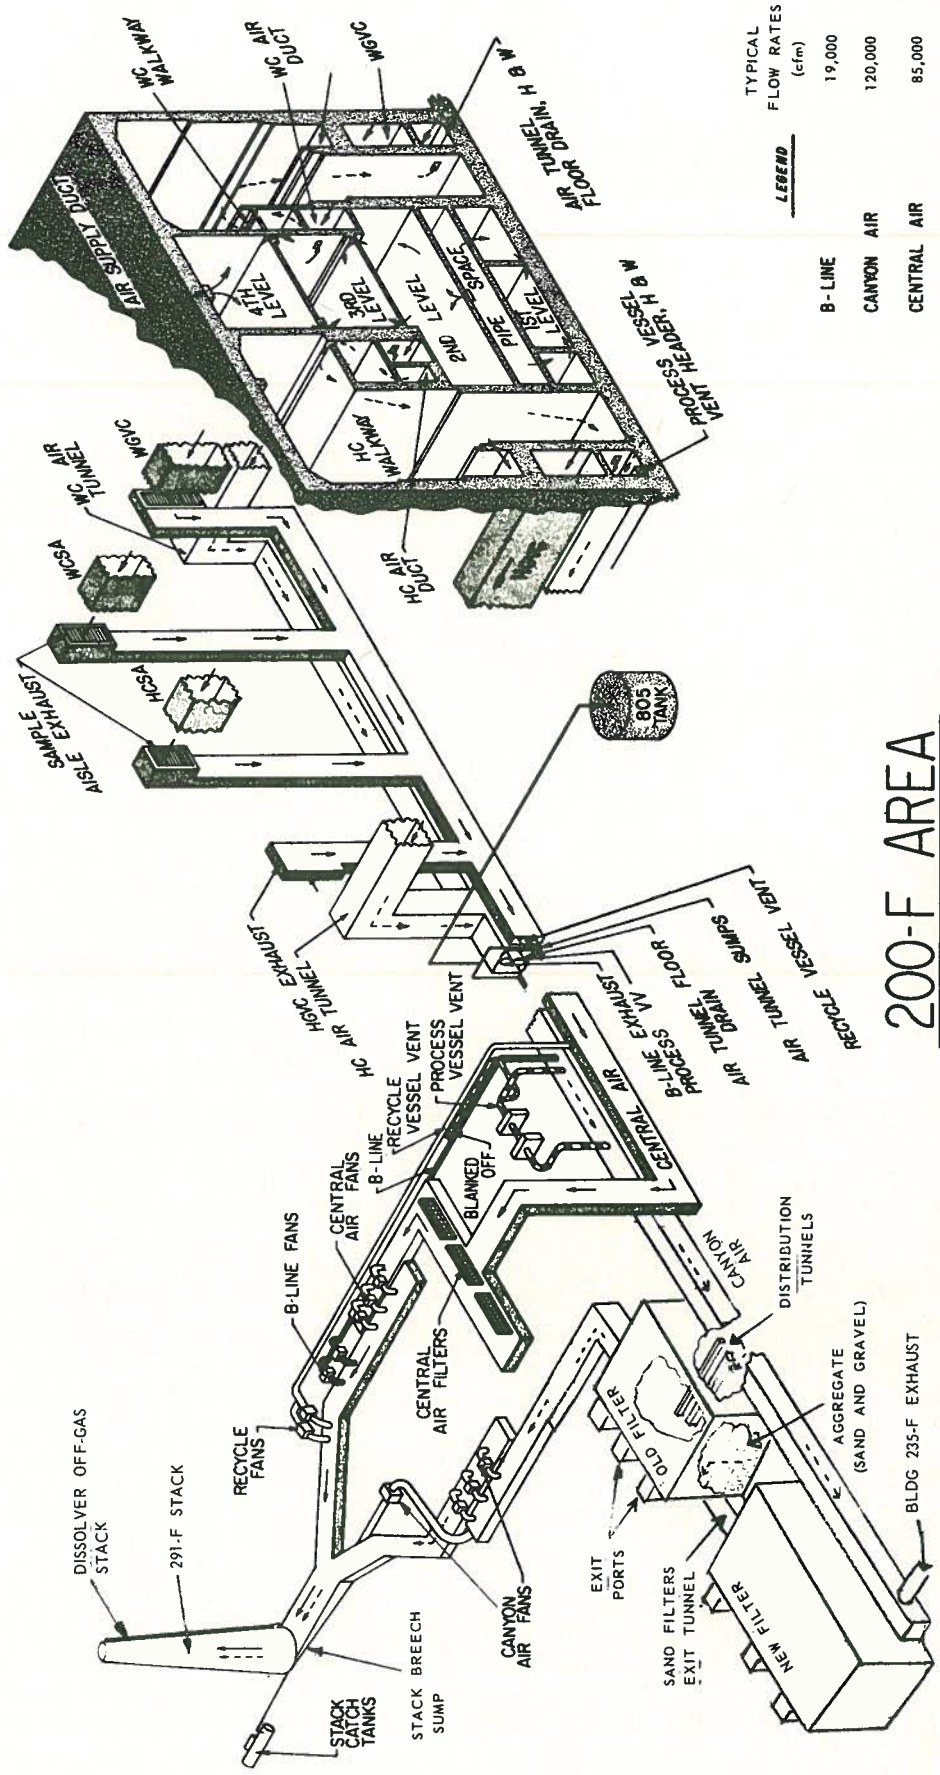 DISSOLVER OFF-GAS
STACK
291-F STACK
STACK
CATCH
TANKS
STACK BREECH
SUMP
RECYCLE
FANS
B-LINE FANS
CENTRAL
AIR FANS
B-LINE
RECYCLE
VESSEL VENT
PROCESS
VESSEL VENT
BLANKED
OFF
CENTRAL
AIR FILTERS
CANYON
AIR FANS
EXIT
PORTS
OLD FILTER
SAND FILTERS
EXIT TUNNEL
NEW FILTER
CENTRAL AIR
CANYON
AIR
DISTRIBUTION
TUNNELS
AGGREGATE
(SAND AND GRAVEL)
BLDG 235-F EXHAUST
SAMPLE
AISLE EXHAUST
HCSA
WCSA
WC AIR
TUNNEL
WGVC
HGVC EXHAUST
HC AIR TUNNEL
B-LINE EXHAUST
PROCESS VV
AIR TUNNEL FLOOR
DRAIN
AIR TUNNEL SUMPS
RECYCLE VESSEL VENT
805
TANK
AIR SUPPLY DUCT
WC
WALKWAY
WC AIR
DUCT
WGVC
4TH
LEVEL
3RD
LEVEL
2ND LEVEL
PIPE SPACE
1ST
LEVEL
HC
WALKWAY
HC AIR
DUCT
AIR TUNNEL, H & W
FLOOR DRAIN,
PROCESS VESSEL
VENT HEADER, H & W
LEGEND
TYPICAL
FLOW RATES
(cfm)
B-LINE 19,000
CANYON AIR 120,000
CENTRAL AIR 85,000
200-F AREA